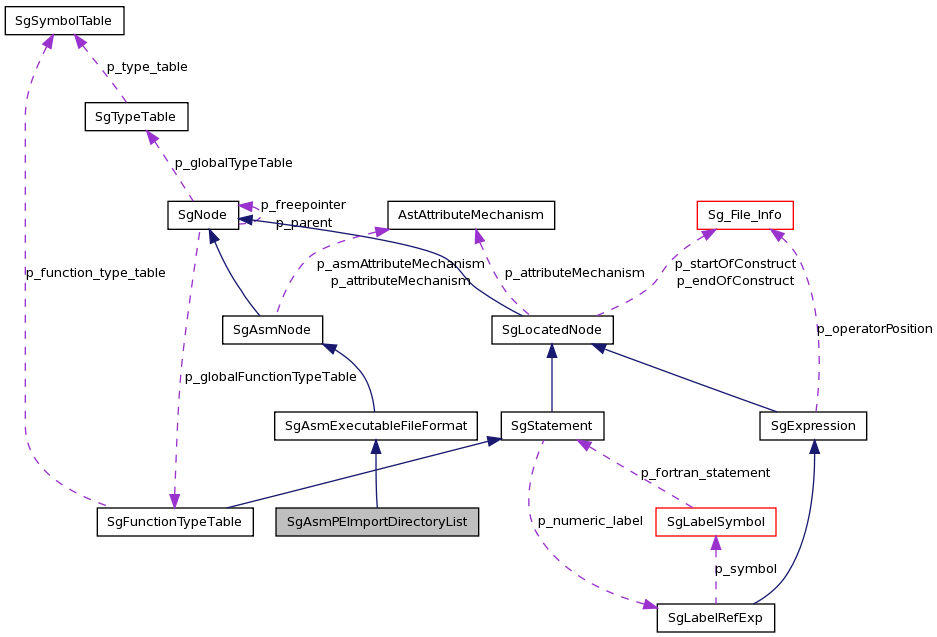 SgSymbolTable
p_type_table
SgTypeTable
p_globalTypeTable
SgNode
p_freepointer
p_parent
AstAttributeMechanism
Sg_File_Info
p_function_type_table
p_asmAttributeMechanism
p_attributeMechanism
p_attributeMechanism
p_startOfConstruct
p_endOfConstruct
SgAsmNode
SgLocatedNode
p_operatorPosition
p_globalFunctionTypeTable
SgAsmExecutableFileFormat
SgStatement
SgExpression
p_fortran_statement
SgFunctionTypeTable
SgAsmPEImportDirectoryList
p_numeric_label
SgLabelSymbol
p_symbol
SgLabelRefExp